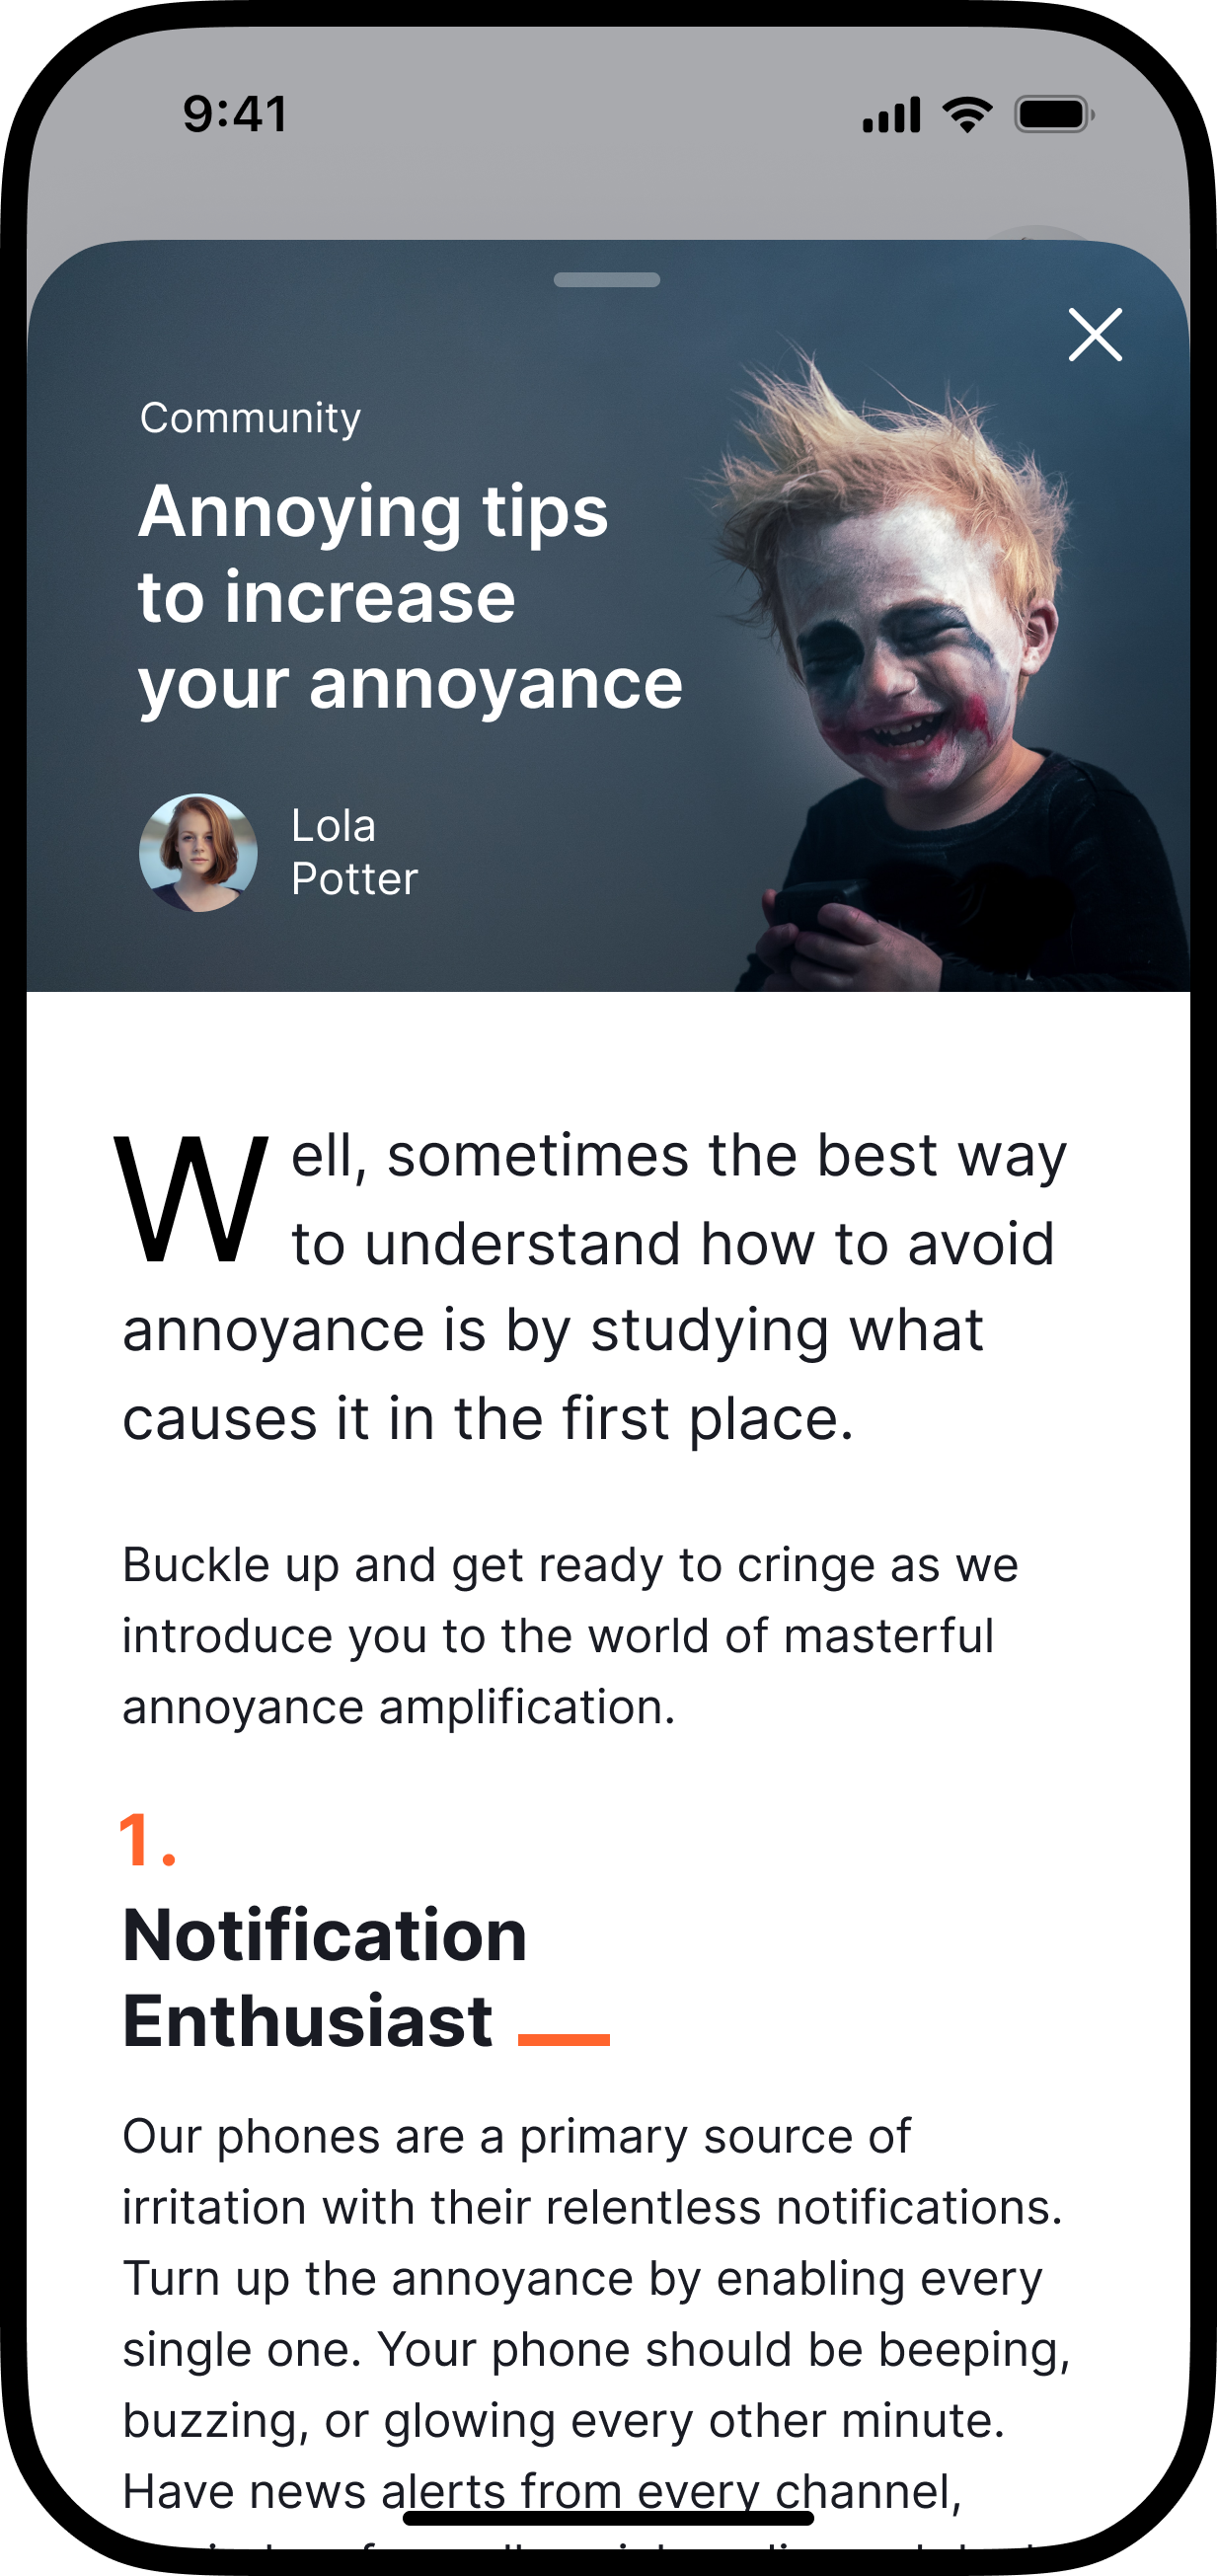 9:41
Community
Annoying tips
to increase
your annoyance
Lola
Potter
Well, sometimes the best way
to understand how to avoid
annoyance is by studying what
causes it in the first place.
Buckle up and get ready to cringe as we
introduce you to the world of masterful
annoyance amplification.
1.
Notification
Enthusiast
Our phones are a primary source of
irritation with their relentless notifications.
Turn up the annoyance by enabling every
single one. Your phone should be beeping,
buzzing, or glowing every other minute.
Have news alerts from every channel,